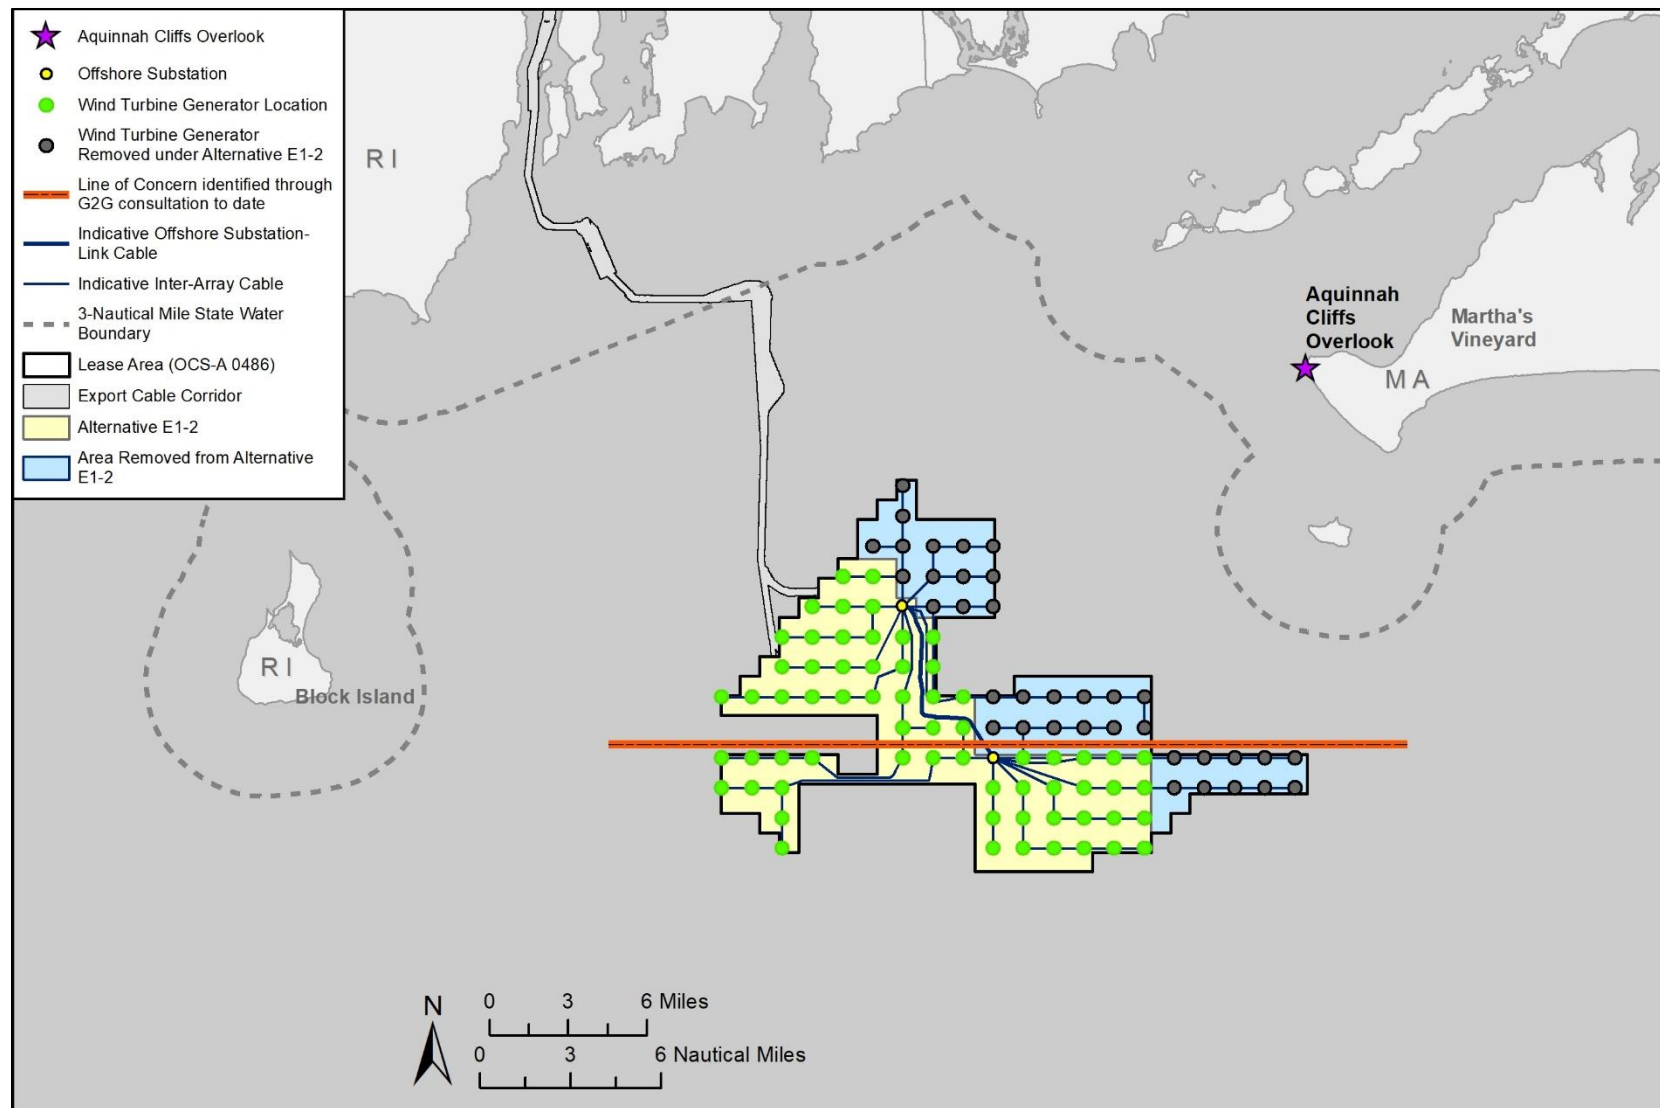 Aquinnah Cliffs Overlook
Offshore Substation
Wind Turbine Generator Location
Wind Turbine Generator
Removed under Alternative E1-2
Line of Concern identified through
G2G consultation to date
Indicative Offshore Substation-
Link Cable
Indicative Inter-Array Cable
3-Nautical Mile State Water
Boundary
Lease Area (OCS-A 0486)
Export Cable Corridor
Alternative E1-2
Area Removed from Alternative
E1-2
RI
Aquinnah
Cliffs
Overlook
Martha's
Vineyard
MA
RI
Block Island
N
0 3 6 Miles
0 3 6 Nautical Miles